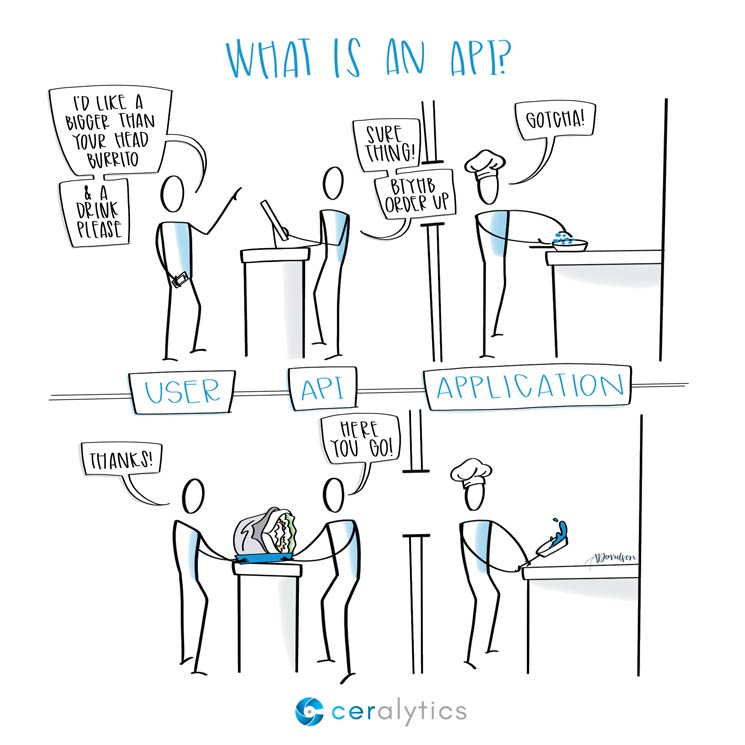 WHAT IS AN API?
I'D LIKE A
BIGGER THAN
YOUR HEAD
BURRITO
& A
DRINK
PLEASE
SURE
THING!
BTYHB
ORDER UP
GOTCHA!
USER
API
APPLICATION
THANKS!
HERE
YOU GO!
ADavidson
ceralytics